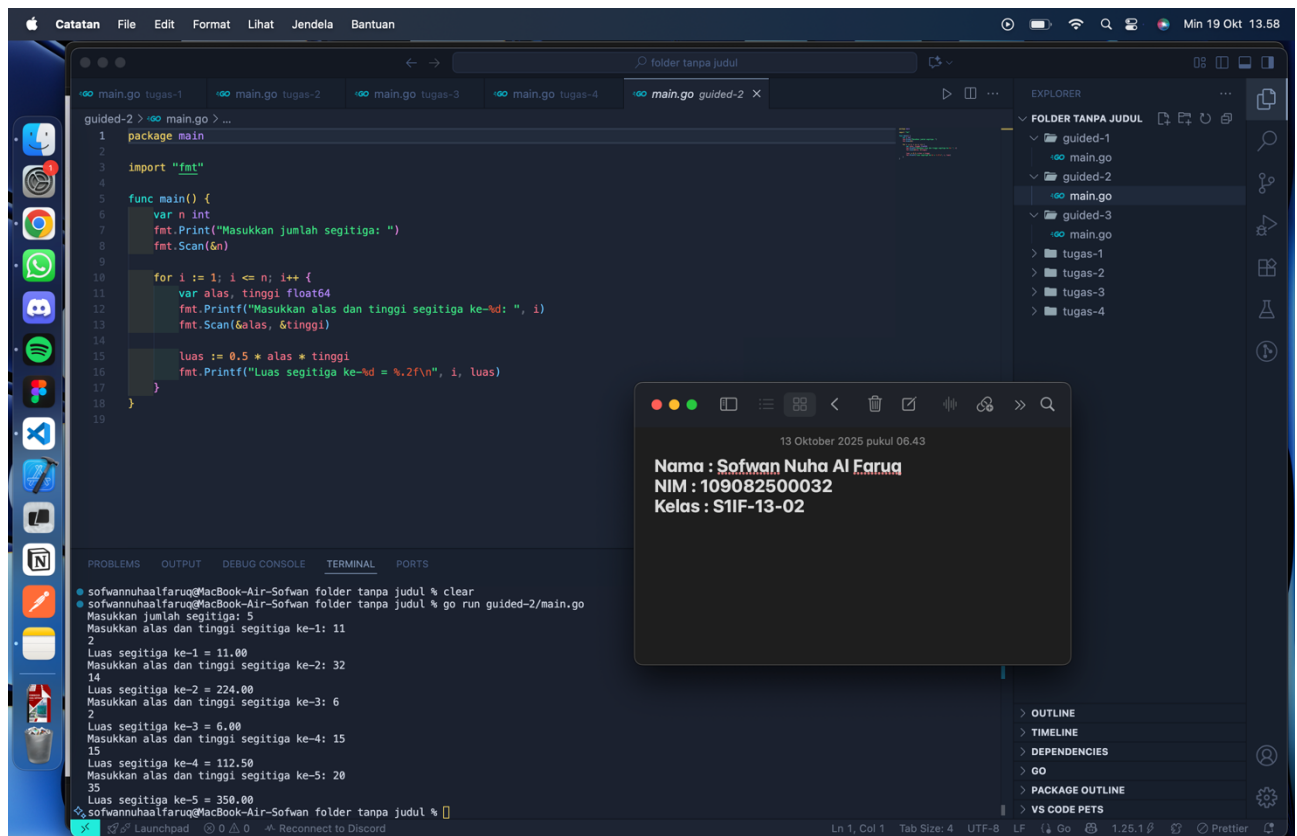 Catatan File Edit Format Lihat Jendela Bantuan
Min 19 Okt 13.58
folder tanpa judul
main.go tugas-1
main.go tugas-2
main.go tugas-3
main.go tugas-4
main.go guided-2
guided-2 > main.go > ...
1 package main
2
3 import "fmt"
4
5 func main() {
6 var n int
7 fmt.Print("Masukkan jumlah segitiga: ")
8 fmt.Scan(&n)
9
10 for i := 1; i <= n; i++ {
11 var alas, tinggi float64
12 fmt.Printf("Masukkan alas dan tinggi segitiga ke-%d: ", i)
13 fmt.Scan(&alas, &tinggi)
14
15 luas := 0.5 * alas * tinggi
16 fmt.Printf("Luas segitiga ke-%d = %.2f\n", i, luas)
17 }
18 }
19
EXPLORER
FOLDER TANPA JUDUL
guided-1
main.go
guided-2
main.go
guided-3
main.go
tugas-1
tugas-2
tugas-3
tugas-4
13 Oktober 2025 pukul 06.43
Nama : Sofwan Nuha Al Faruq
NIM : 109082500032
Kelas : S1IF-13-02
PROBLEMS OUTPUT DEBUG CONSOLE TERMINAL PORTS
sofwannuhaalfaruq@MacBook-Air-Sofwan folder tanpa judul % clear
sofwannuhaalfaruq@MacBook-Air-Sofwan folder tanpa judul % go run guided-2/main.go
Masukkan jumlah segitiga: 5
Masukkan alas dan tinggi segitiga ke-1: 11
2
Luas segitiga ke-1 = 11.00
Masukkan alas dan tinggi segitiga ke-2: 32
14
Luas segitiga ke-2 = 224.00
Masukkan alas dan tinggi segitiga ke-3: 6
2
Luas segitiga ke-3 = 6.00
Masukkan alas dan tinggi segitiga ke-4: 15
15
Luas segitiga ke-4 = 112.50
Masukkan alas dan tinggi segitiga ke-5: 20
35
Luas segitiga ke-5 = 350.00
sofwannuhaalfaruq@MacBook-Air-Sofwan folder tanpa judul %
OUTLINE
TIMELINE
DEPENDENCIES
GO
PACKAGE OUTLINE
VS CODE PETS
Launchpad 0 0 Reconnect to Discord
Ln 1, Col 1 Tab Size: 4 UTF-8 LF Go 1.25.1 Prettier